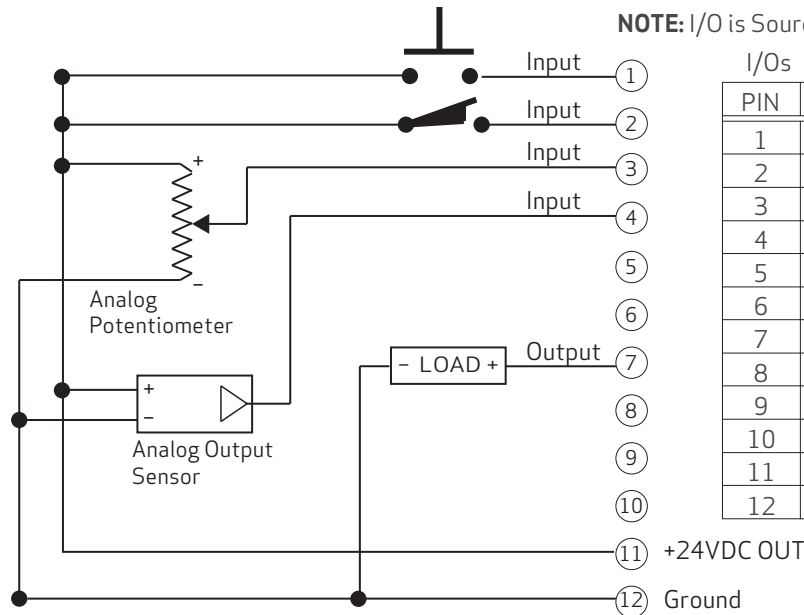 NOTE: I/O is Sour
I/Os
PIN
1
2
3
4
5
6
7
8
9
10
11
12
Input
1
Input
2
Input
3
Input
4
5
6
Output
7
8
9
10
11
+24VDC OUT
12
Ground
+
−
Analog
Potentiometer
+
−
Analog Output
Sensor
− LOAD +